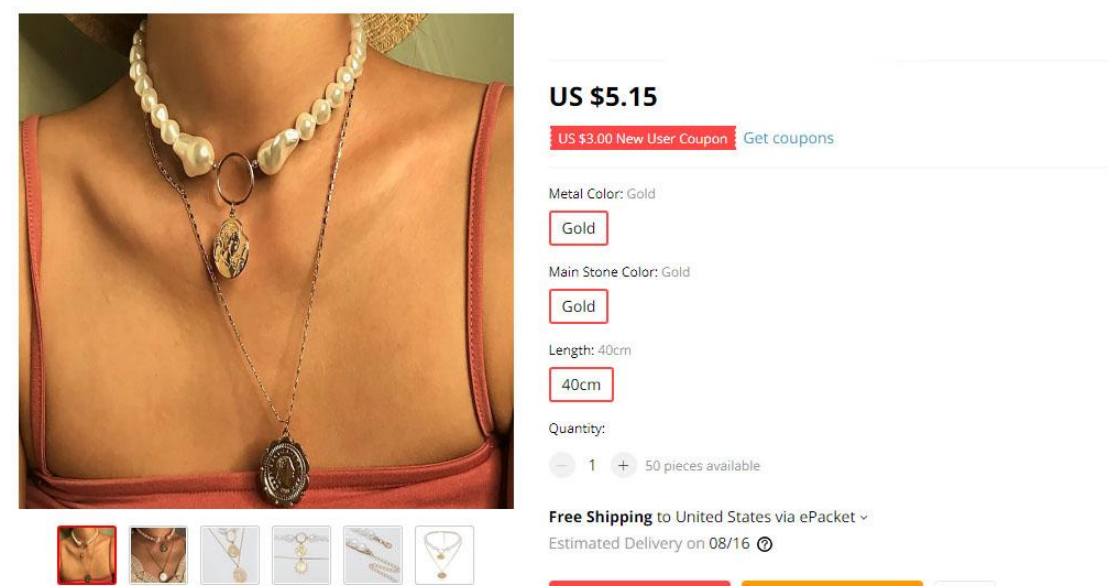 US $5.15
US $3.00 New User Coupon Get coupons
Metal Color: Gold
Gold
Main Stone Color: Gold
Gold
Length: 40cm
40cm
Quantity:
− 1 + 50 pieces available
Free Shipping to United States via ePacket
Estimated Delivery on 08/16 ?